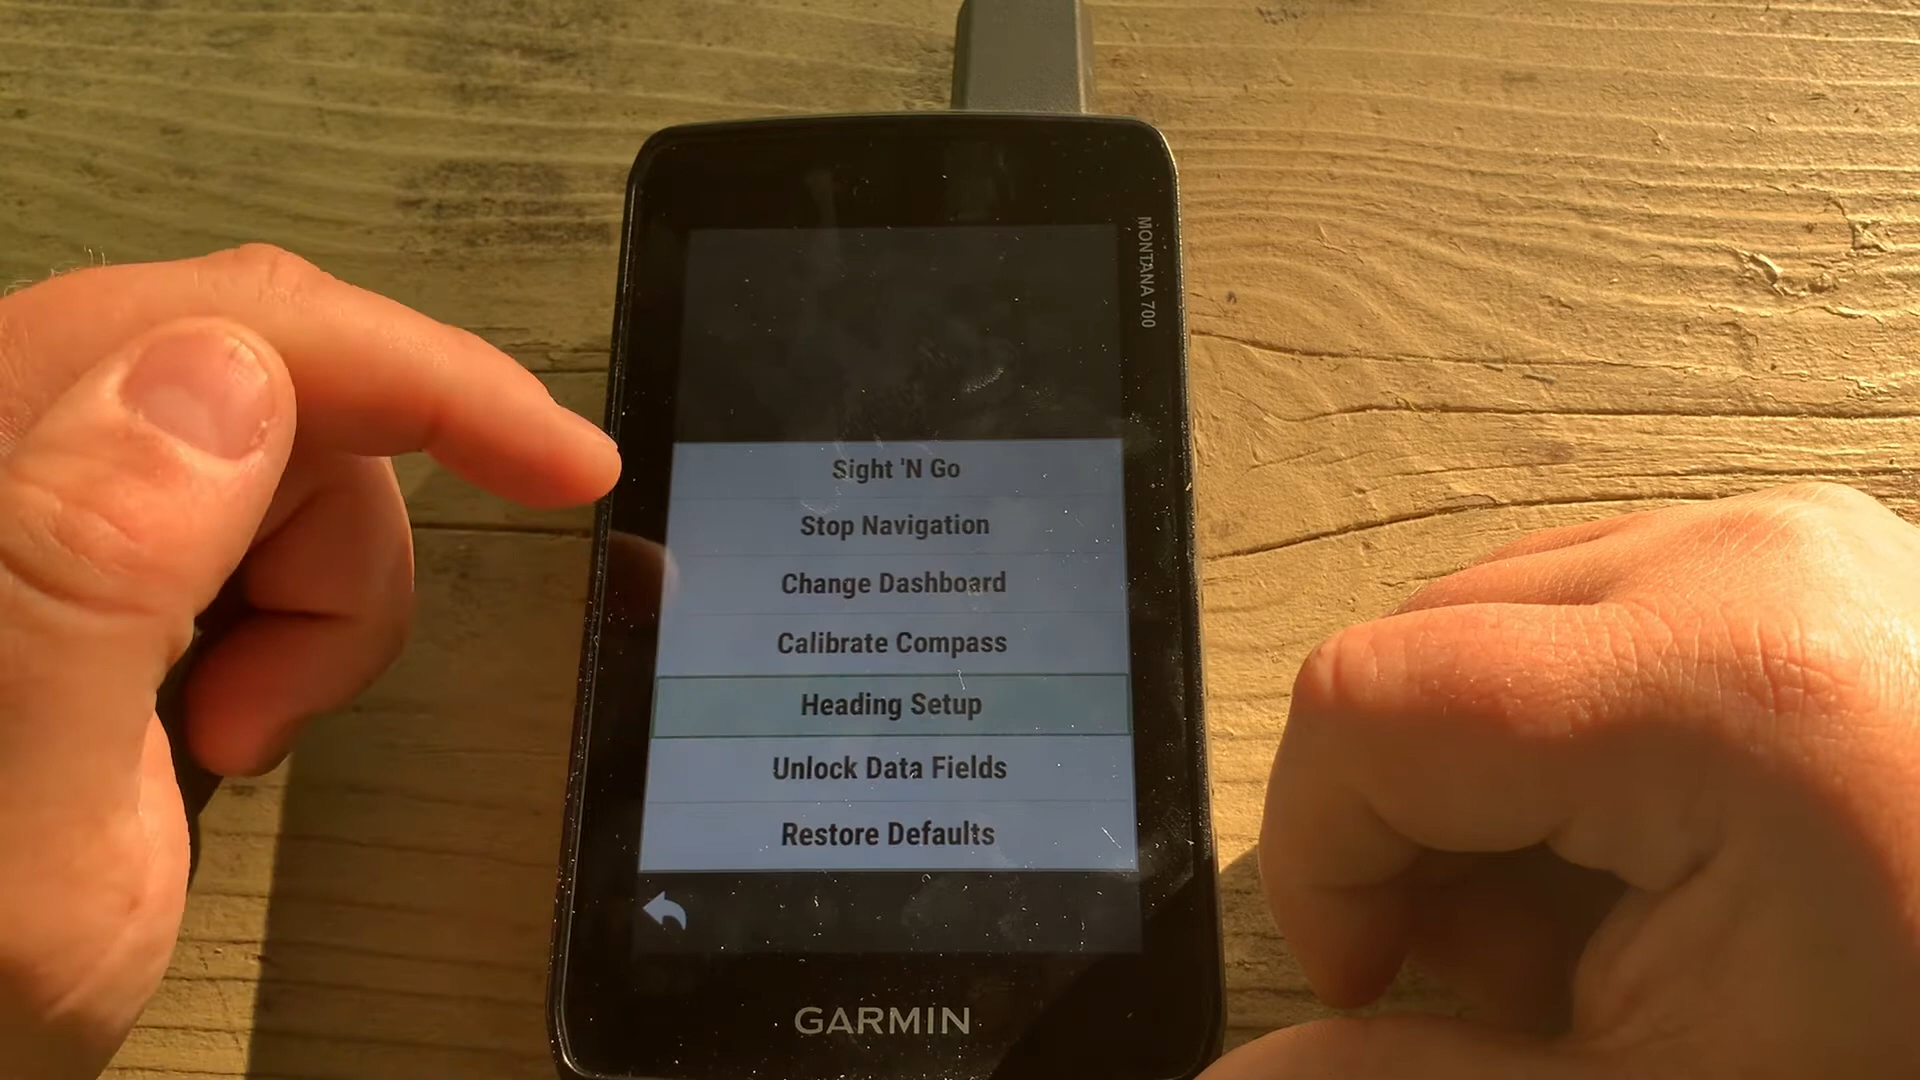 MONTANA 700
Sight 'N Go
Stop Navigation
Change Dashboard
Calibrate Compass
Heading Setup
Unlock Data Fields
Restore Defaults
GARMIN